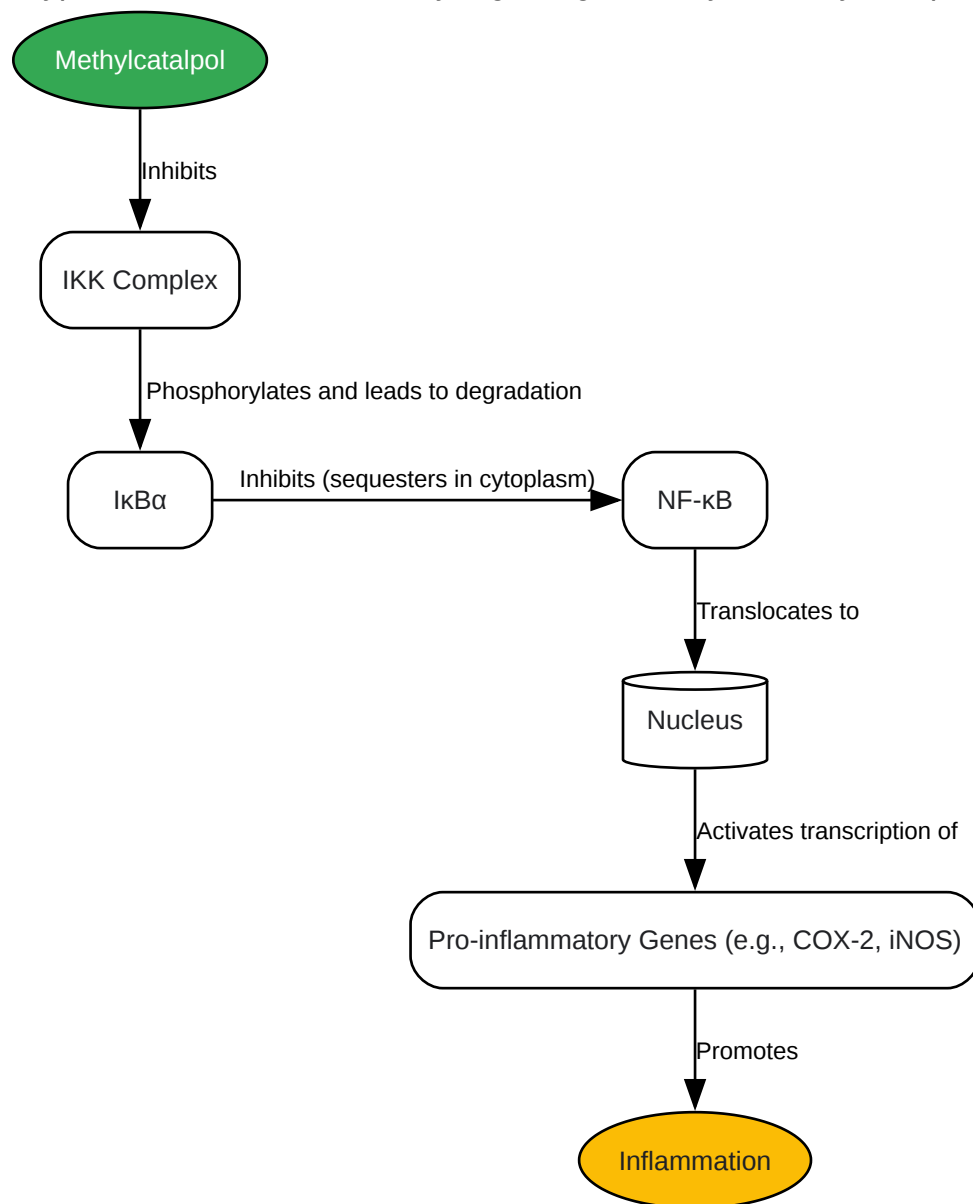 Methylcatalpol
Inhibits
IKK Complex
Phosphorylates and leads to degradation
IκBα
Inhibits (sequesters in cytoplasm)
NF-κB
Translocates to
Nucleus
Activates transcription of
Pro-inflammatory Genes (e.g., COX-2, iNOS)
Promotes
Inflammation